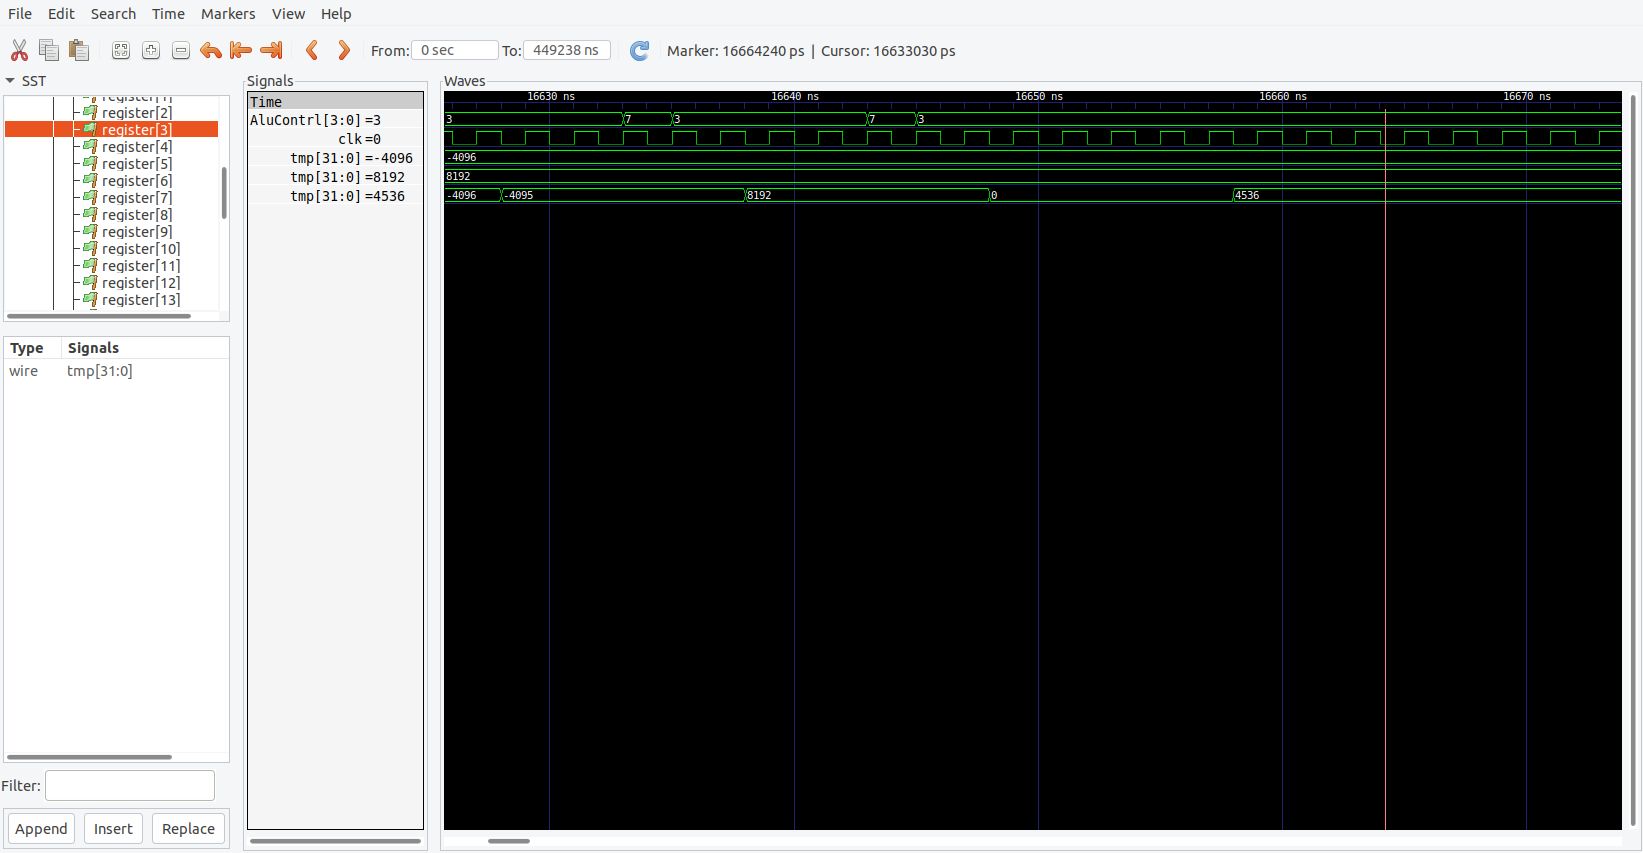 File Edit Search Time Markers View Help
From: 0 sec To: 449238 ns Marker: 16664240 ps | Cursor: 16633030 ps
SST
register[1]
register[2]
register[3]
register[4]
register[5]
register[6]
register[7]
register[8]
register[9]
register[10]
register[11]
register[12]
register[13]
Type Signals
wire tmp[31:0]
Filter:
Append Insert Replace
Signals
Time
AluContrl[3:0] =3
clk =0
tmp[31:0] =-4096
tmp[31:0] =8192
tmp[31:0] =4536
Waves
16630 ns 16640 ns 16650 ns 16660 ns 16670 ns
3 7 3 7 3
-4096
8192
-4096 -4095 8192 0 4536